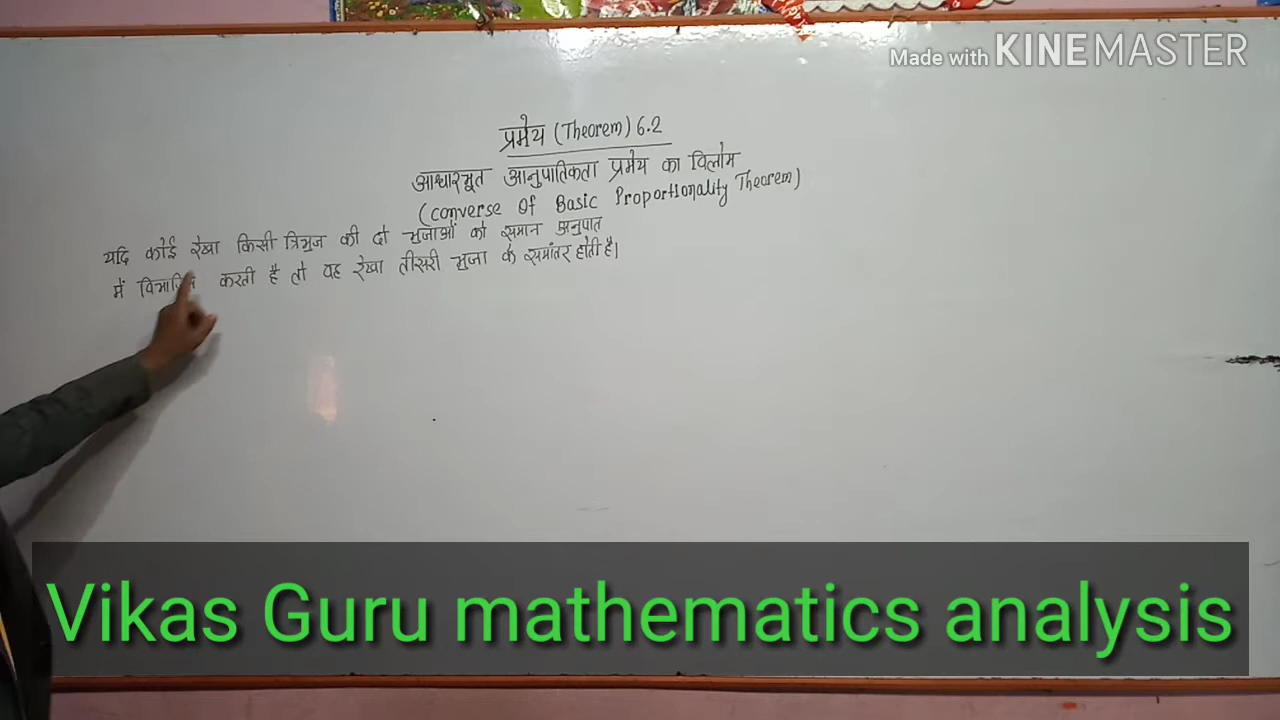 Made with KINEMASTER
प्रमेय (Theorem) 6.2
आधारभूत आनुपातिकता प्रमेय का विलोम
(converse of Basic Proportionality Theorem)
यदि कोई रेखा किसी त्रिभुज की दो भुजाओं को समान अनुपात
में विभाजित करती है तो यह रेखा तीसरी भुजा के समांतर होती है।
Vikas Guru mathematics analysis